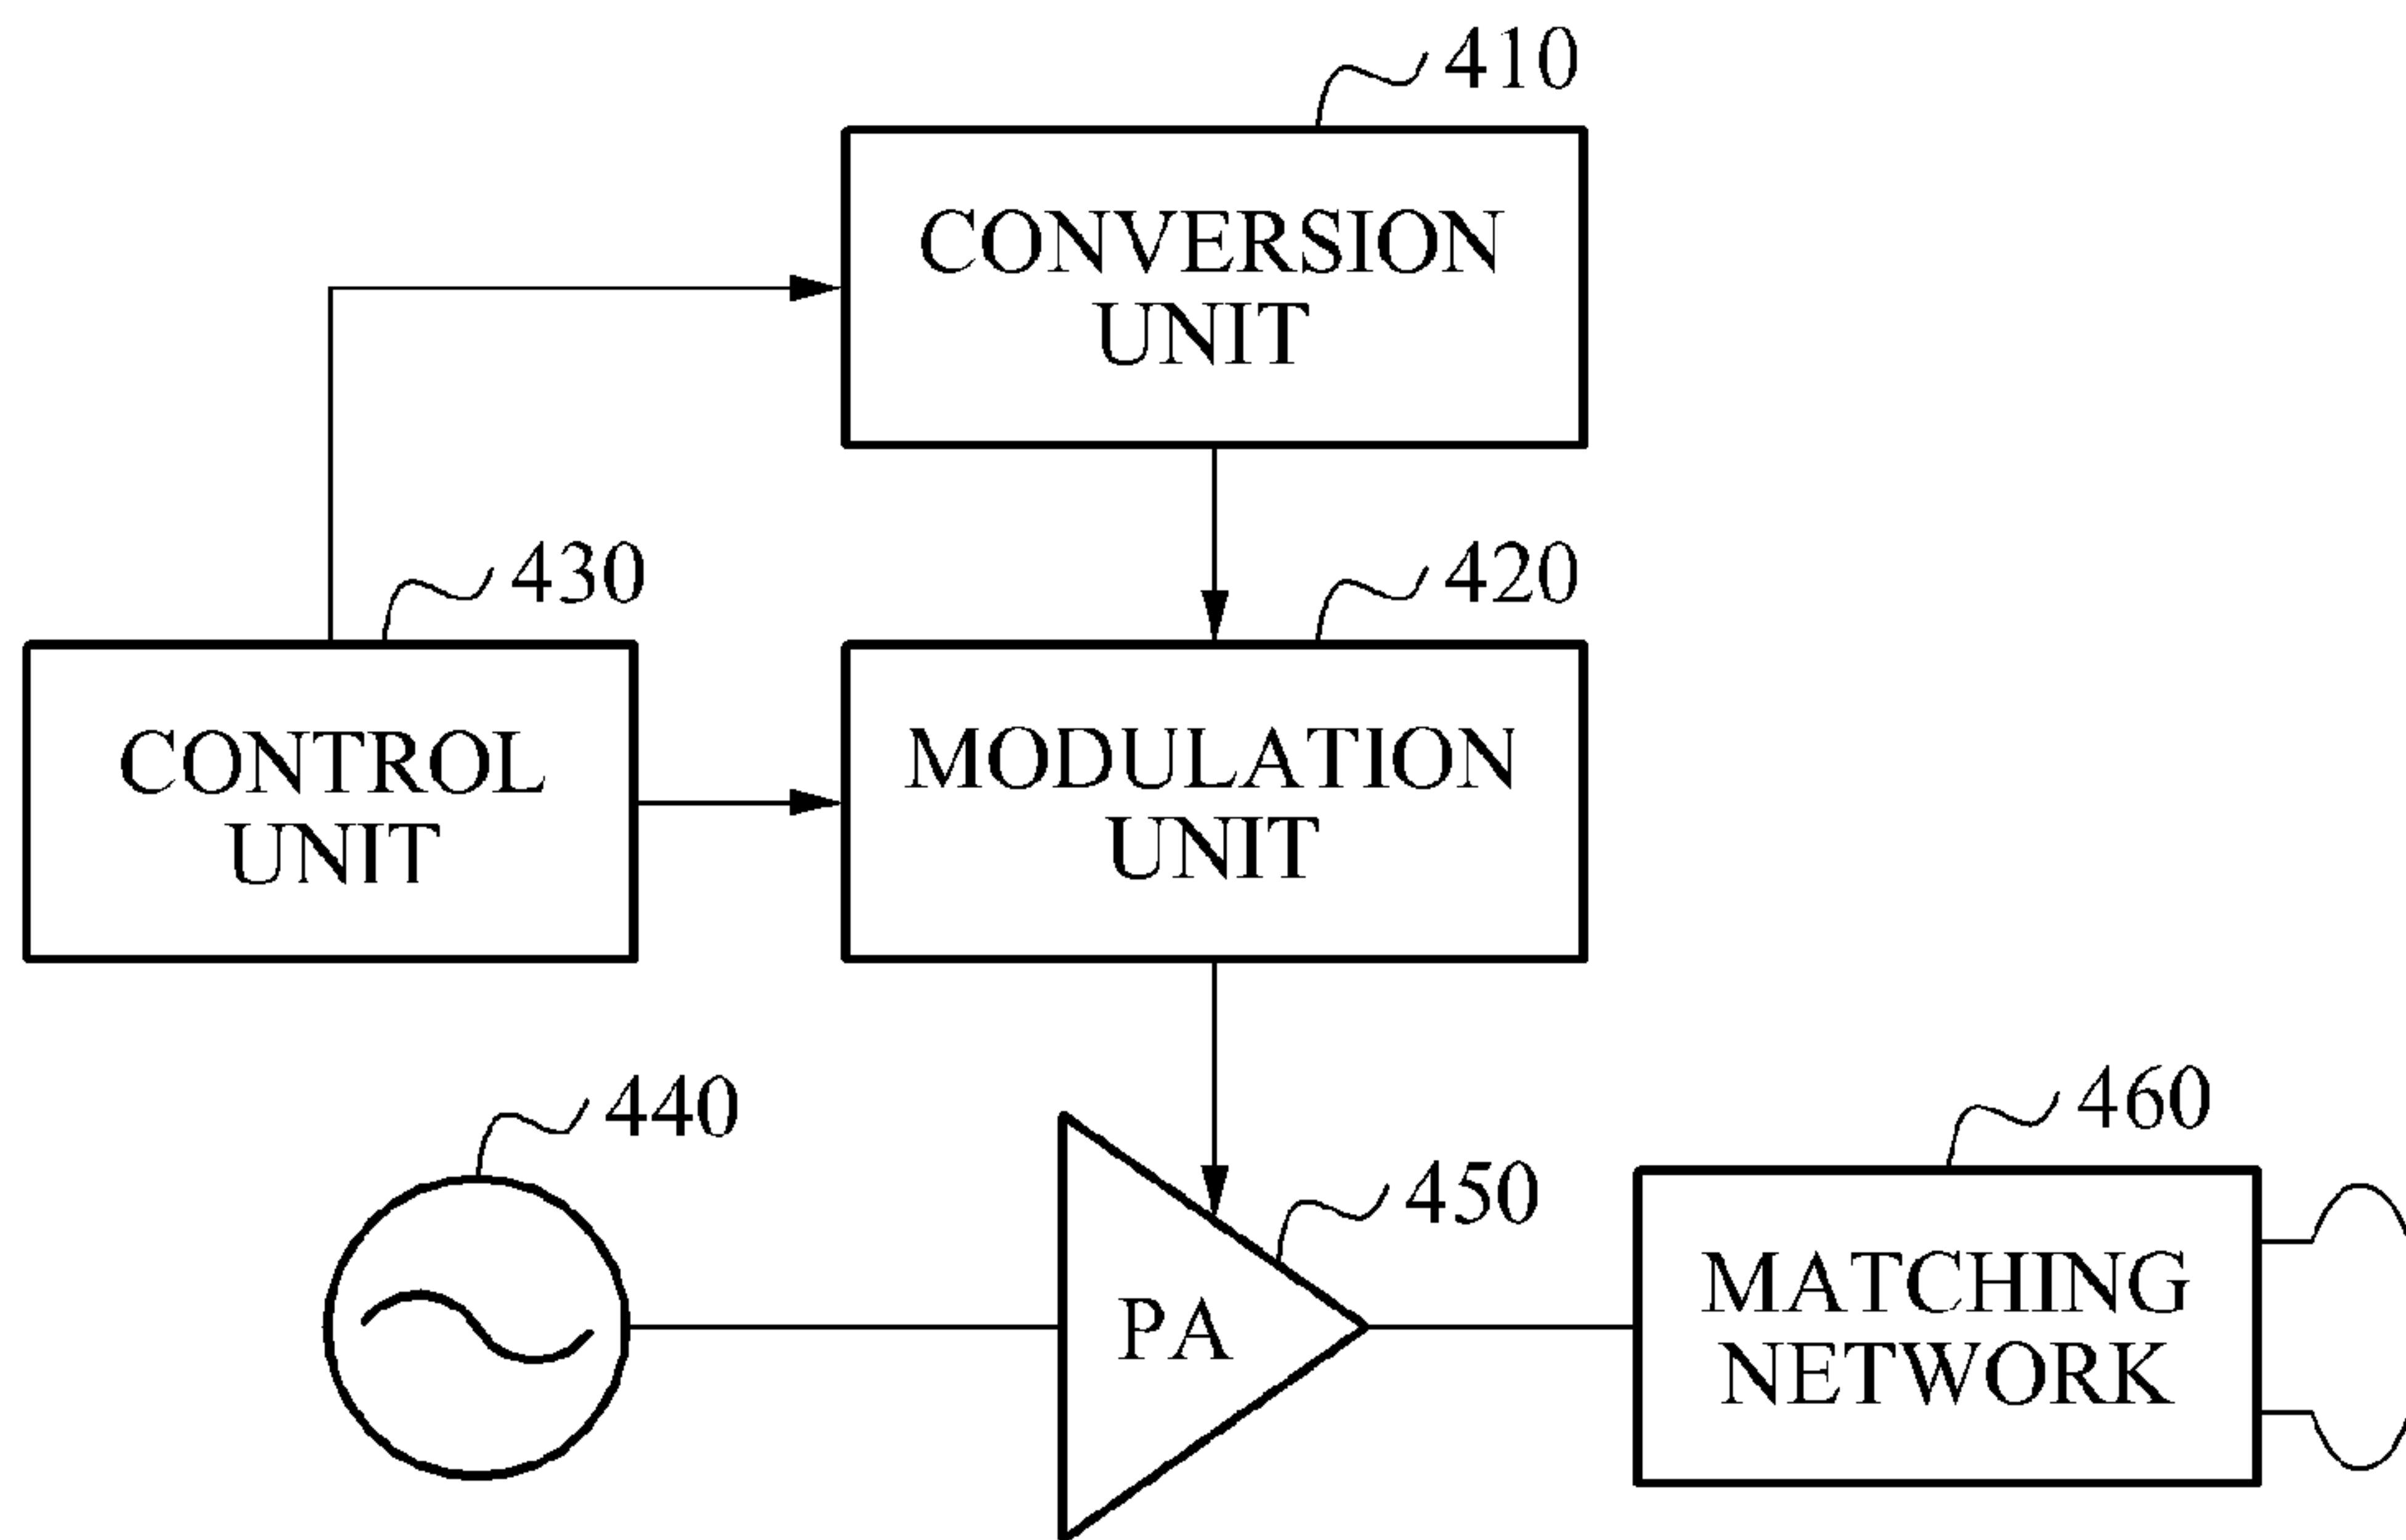 410
CONVERSION
UNIT
430
420
CONTROL
UNIT
MODULATION
UNIT
440
460
450
PA
MATCHING
NETWORK